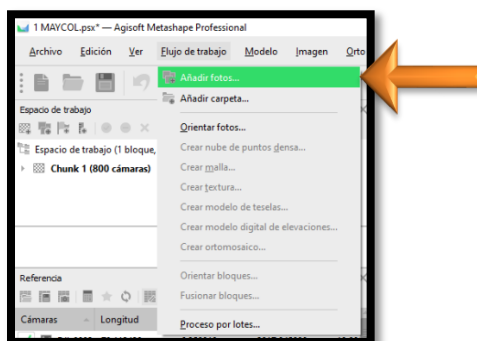 1 MAYCOL.psx* — Agisoft Metashape Professional
Archivo Edición Ver Flujo de trabajo Modelo Imagen Orto
Añadir fotos...
Añadir carpeta...
Espacio de trabajo
Orientar fotos...
Espacio de trabajo (1 bloque,
Crear nube de puntos densa...
Chunk 1 (800 cámaras)
Crear malla...
Crear textura...
Crear modelo de teselas...
Crear modelo digital de elevaciones...
Crear ortomosaico...
Referencia
Orientar bloques...
Fusionar bloques...
Cámaras Longitud
Proceso por lotes...